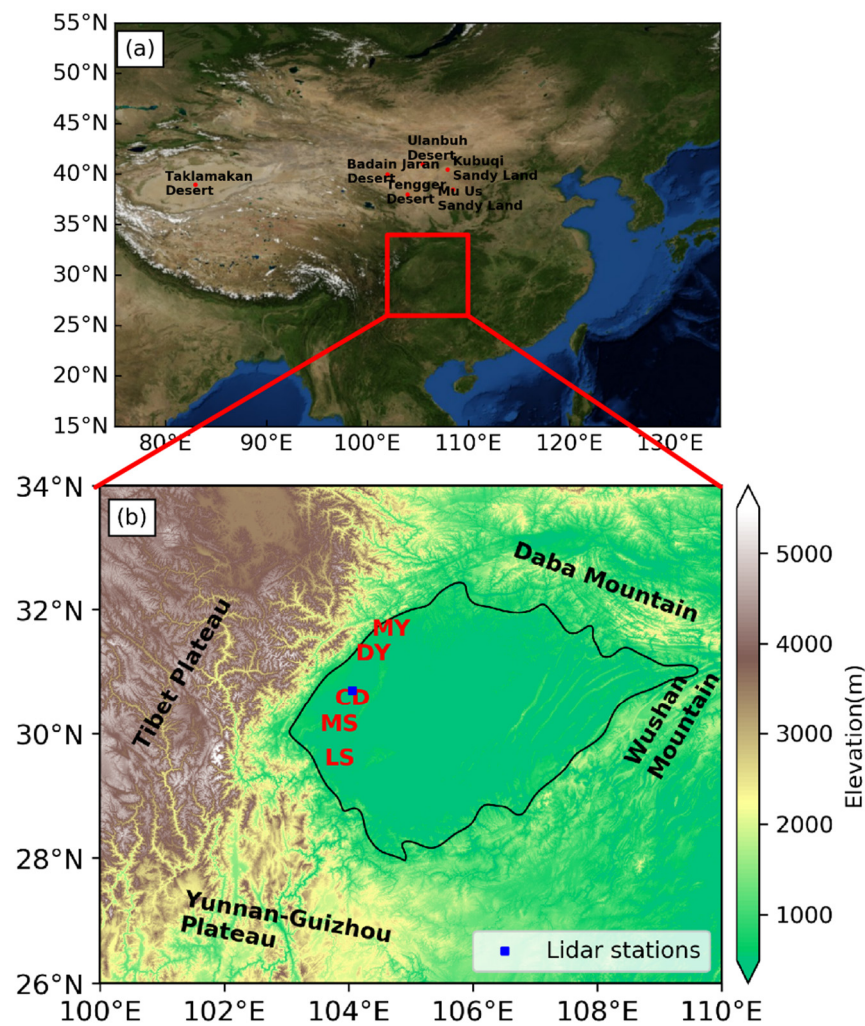 (a)
55°N
50°N
45°N
40°N
35°N
30°N
25°N
20°N
15°N
Taklamakan
Desert
Badain Jaran
Desert
Ulanbuh
Desert
Kubuqi
Sandy Land
Tengger
Desert
Mu Us
Sandy Land
80°E
90°E
100°E
110°E
120°E
130°E
(b)
34°N
32°N
30°N
28°N
26°N
Tibet Plateau
Daba Mountain
Wushan
Mountain
Yunnan-Guizhou
Plateau
MY
DY
CD
MS
LS
Lidar stations
100°E
102°E
104°E
106°E
108°E
110°E
5000
4000
3000
2000
1000
Elevation(m)